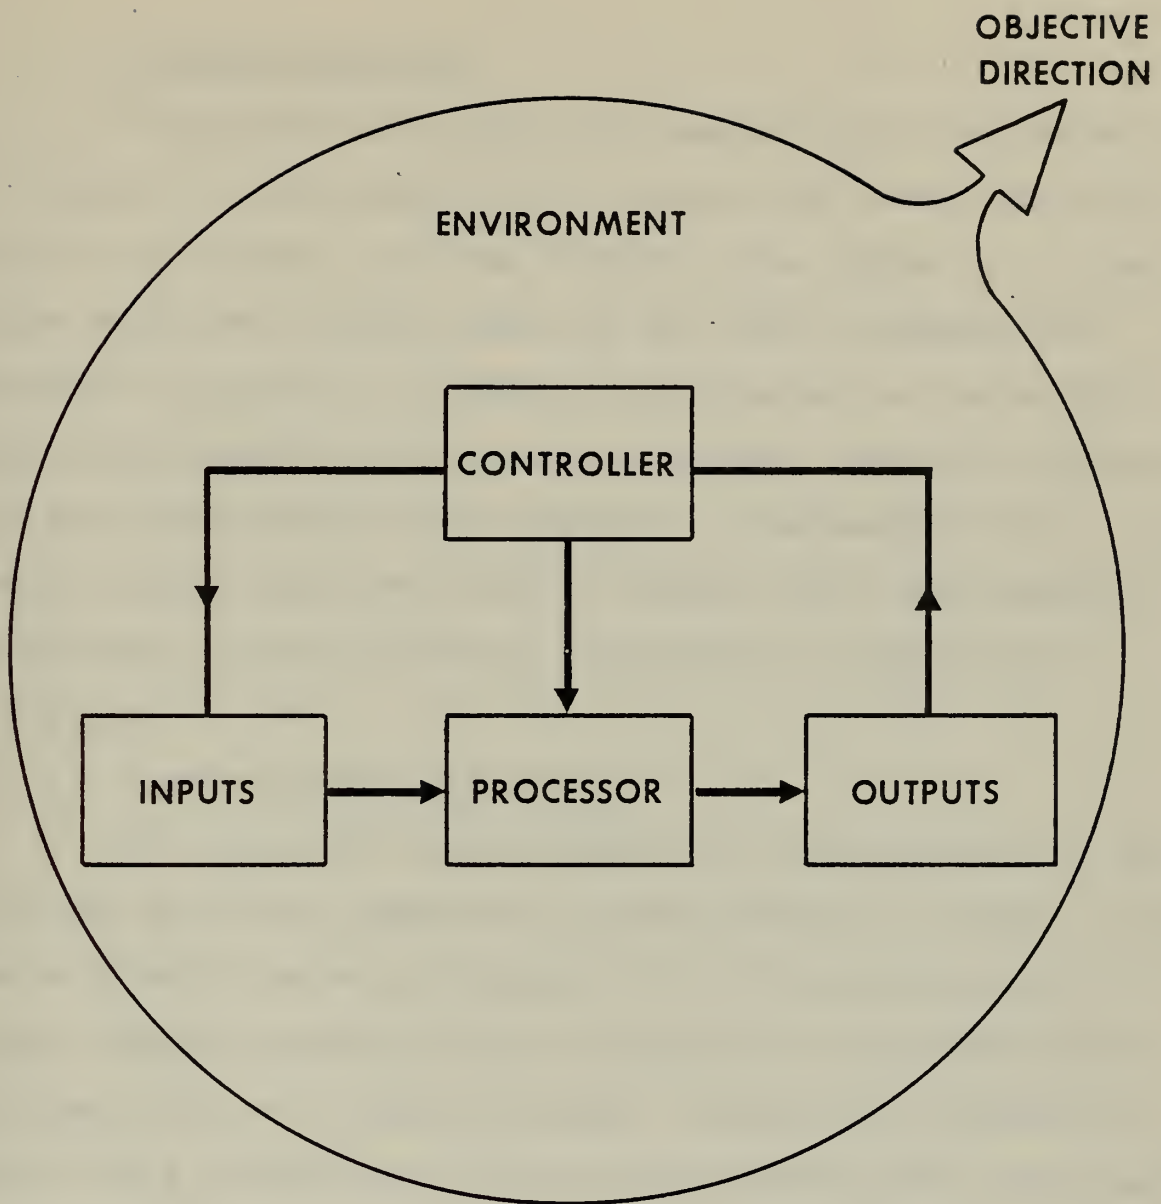 OBJECTIVE
DIRECTION
ENVIRONMENT
CONTROLLER
INPUTS
PROCESSOR
OUTPUTS